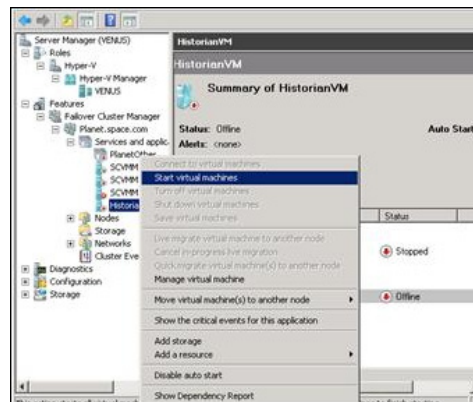 Server Manager (VENUS)
Roles
Hyper-V
Hyper-V Manager
VENUS
Features
Failover Cluster Manager
Planet.space.com
Services and applic
PlanetOther
SCVMM
SCVMM
SCVMM
Historia
Nodes
Storage
Networks
Cluster Eve
Diagnostics
Configuration
Storage
HistorianVM
HistorianVM
Summary of HistorianVM
Status: Offline
Auto Start
Alerts: <none>
Connect to virtual machines
Start virtual machines
Turn off virtual machines
Shut down virtual machines
Save virtual machines
Live migrate virtual machine to another node
Cancel in-progress live migration
Quick migrate virtual machine(s) to another node
Manage virtual machine
Move virtual machine(s) to another node
Show the critical events for this application
Add storage
Add a resource
Disable auto start
Show Dependency Report
Status
Stopped
Offline